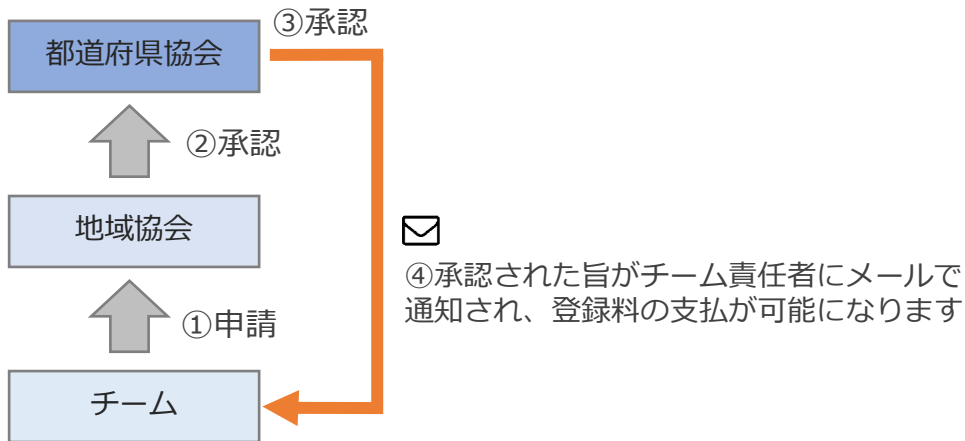 ③承認
都道府県協会
②承認
地域協会
④承認された旨がチーム責任者にメールで
通知され、登録料の支払が可能になります
①申請
チーム